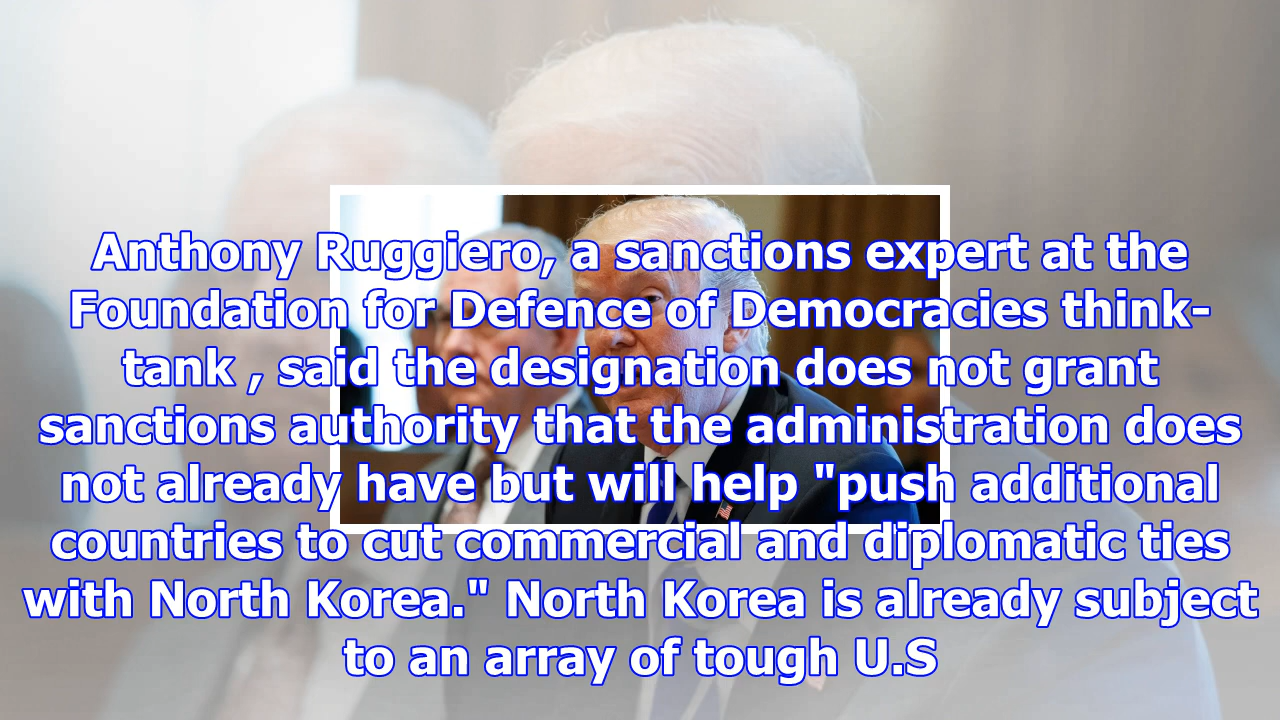 Anthony Ruggiero, a sanctions expert at the
Foundation for Defence of Democracies think-
tank , said the designation does not grant
sanctions authority that the administration does
not already have but will help "push additional
countries to cut commercial and diplomatic ties
with North Korea." North Korea is already subject
to an array of tough U.S